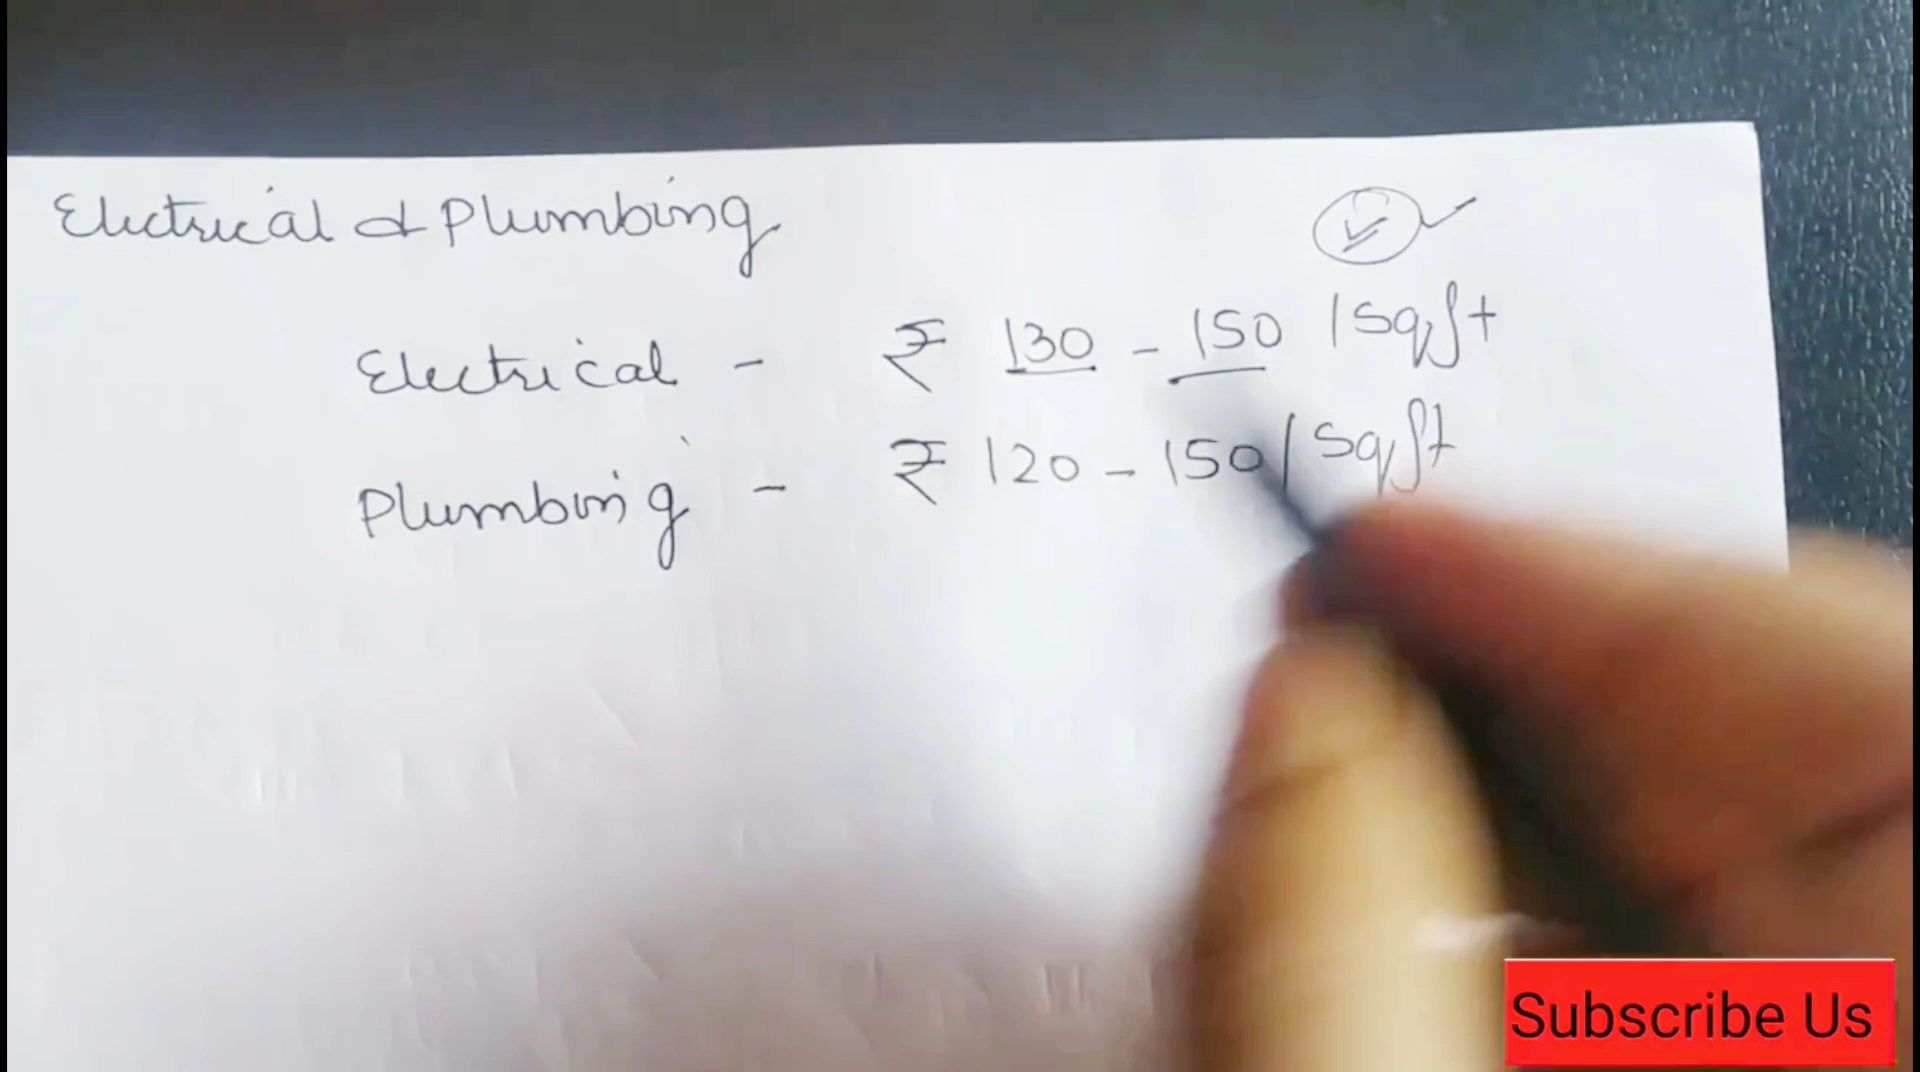 Electrical & Plumbing
Electrical - ₹ 130 - 150 / Sqft
Plumbing - ₹ 120 - 150 / Sqft
Subscribe Us